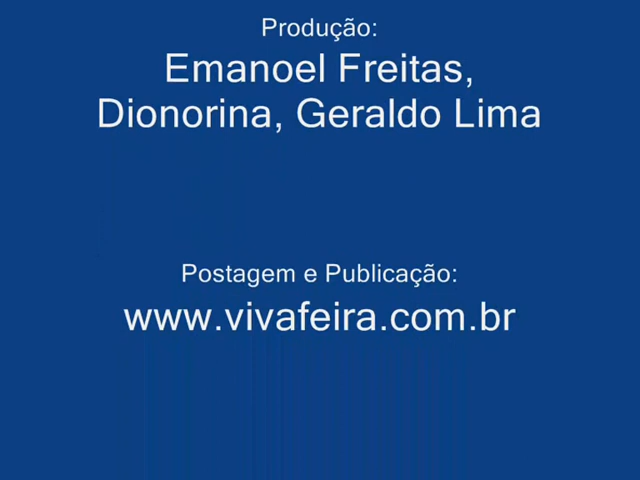 Produção:
Emanoel Freitas,
Dionorina, Geraldo Lima
Postagem e Publicação:
www.vivafeira.com.br